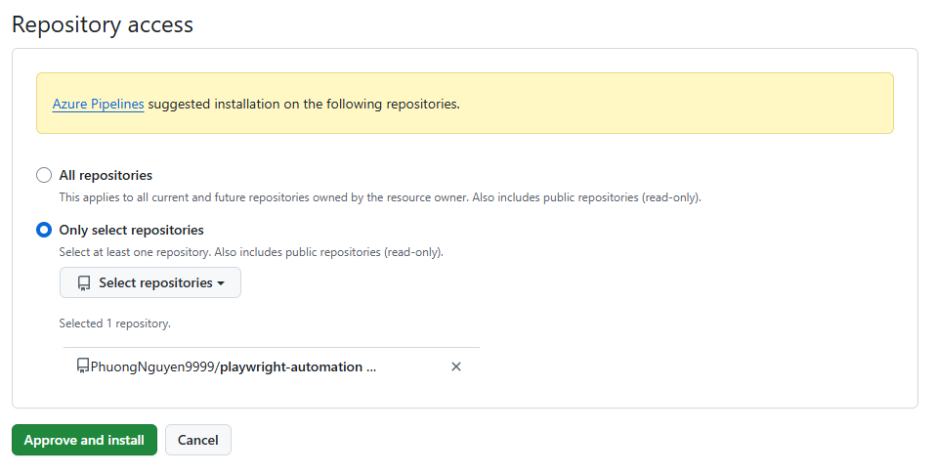 Repository access
Azure Pipelines suggested installation on the following repositories.
All repositories
This applies to all current and future repositories owned by the resource owner. Also includes public repositories (read-only).
Only select repositories
Select at least one repository. Also includes public repositories (read-only).
Select repositories
Selected 1 repository.
PhuongNguyen9999/playwright-automation ...
Approve and install Cancel